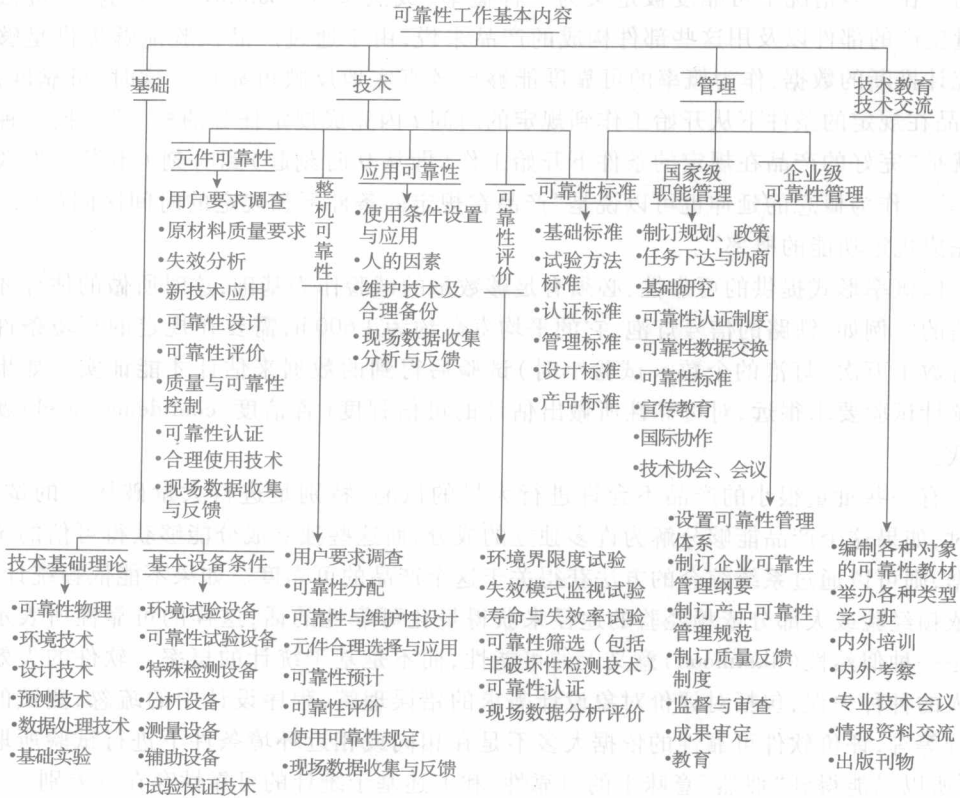 可靠性工作基本内容
基础
技术
管理
技术教育
技术交流
元件可靠性
•用户要求调查
•原材料质量要求
•失效分析
•新技术应用
•可靠性设计
•可靠性评价
•质量与可靠性
控制
•可靠性认证
•合理使用技术
•现场数据收集
与反馈
整机可靠性
应用可靠性
•使用条件设置
与应用
•人的因素
•维护技术及
合理备份
•现场数据收集
分析与反馈
可靠性评价
可靠性标准
•基础标准
•试验方法
标准
•认证标准
•管理标准
•设计标准
•产品标准
国家级
职能管理
•制订规划、政策
•任务下达与协商
•基础研究
•可靠性认证制度
•可靠性数据交换
•可靠性标准
•宣传教育
•国际协作
•技术协会、会议
企业级
可靠性管理
技术基础理论
•可靠性物理
•环境技术
•设计技术
•预测技术
•数据处理技术
•基础实验
基本设备条件
•环境试验设备
•可靠性试验设备
•特殊检测设备
•分析设备
•测量设备
•辅助设备
•试验保证技术
•用户要求调查
•可靠性分配
•可靠性与维护性设计
•元件合理选择与应用
•可靠性预计
•可靠性评价
•使用可靠性规定
•现场数据收集与反馈
•环境界限度试验
•失效模式监视试验
•寿命与失效率试验
•可靠性筛选（包括
非破坏性检测技术）
•可靠性认证
•现场数据分析评价
•设置可靠性管理
体系
•制订企业可靠性
管理纲要
•制订产品可靠性
管理规范
•制订质量反馈
制度
•监督与审查
•成果审定
•教育
•编制各种对象
的可靠性教材
•举办各种类型
学习班
•内外培训
•内外考察
•专业技术会议
•情报资料交流
•出版刊物